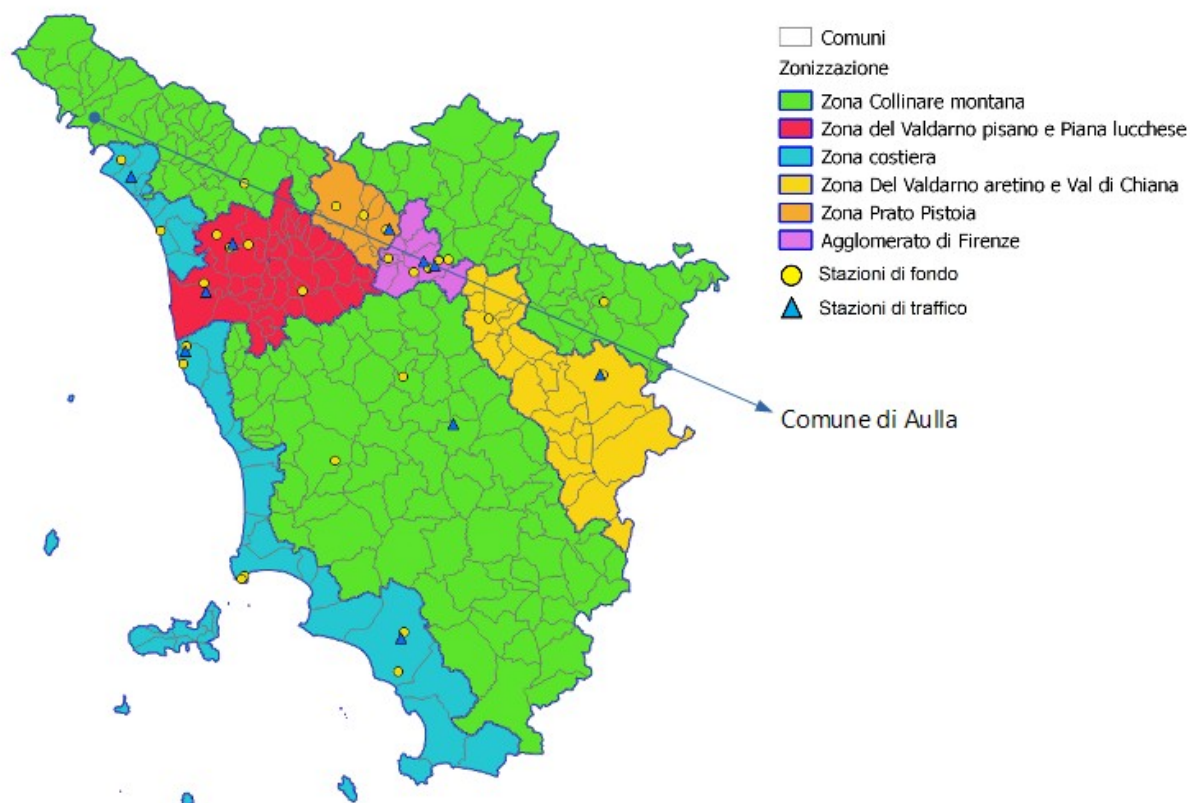 Comuni
Zonizzazione
Zona Collinare montana
Zona del Valdarno pisano e Piana lucchese
Zona costiera
Zona Del Valdarno aretino e Val di Chiana
Zona Prato Pistoia
Agglomerato di Firenze
Stazioni di fondo
Stazioni di traffico
Comune di Aulla